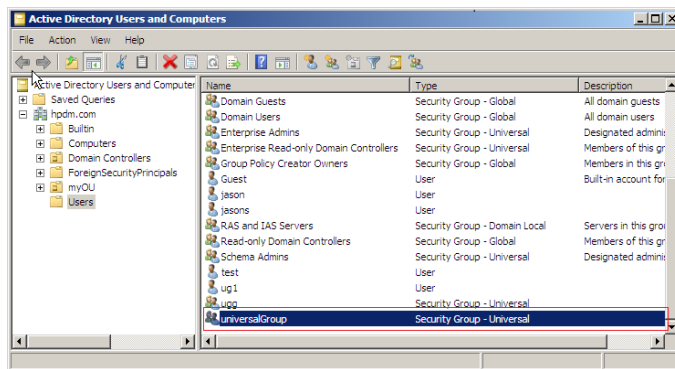 Active Directory Users and Computers
File Action View Help
Active Directory Users and Computer
Saved Queries
hpdm.com
Builtin
Computers
Domain Controllers
ForeignSecurityPrincipals
myOU
Users
Name Type Description
Domain Guests Security Group - Global All domain guests
Domain Users Security Group - Global All domain users
Enterprise Admins Security Group - Universal Designated adminis
Enterprise Read-only Domain Controllers Security Group - Universal Members of this gr
Group Policy Creator Owners Security Group - Global Members in this gr
Guest User Built-in account for
jason User
jasons User
RAS and IAS Servers Security Group - Domain Local Servers in this grou
Read-only Domain Controllers Security Group - Global Members of this gr
Schema Admins Security Group - Universal Designated adminis
test User
ug1 User
ugg Security Group - Universal
universalGroup Security Group - Universal